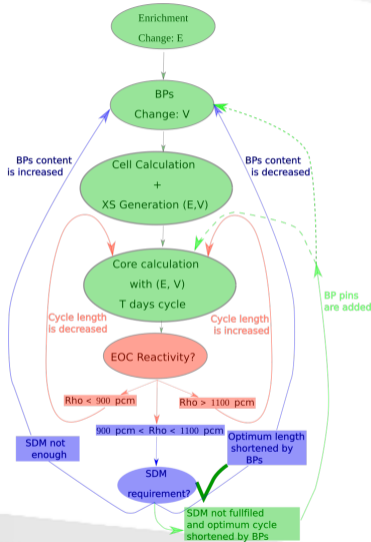 Enrichment
Change: E
BPs
Change: V
BPs content
is increased
BPs content
is decreased
Cell Calculation
+
XS Generation (E,V)
Core calculation
with (E, V)
T days cycle
BP pins
are added
Cycle length
is decreased
Cycle length
is increased
EOC Reactivity?
Rho < 900 pcm
Rho > 1100 pcm
900 pcm < Rho < 1100 pcm
SDM not
enough
Optimum length
shortened by
BPs
SDM
requirement?
SDM not fullfiled
and optimum cycle
shortened by BPs